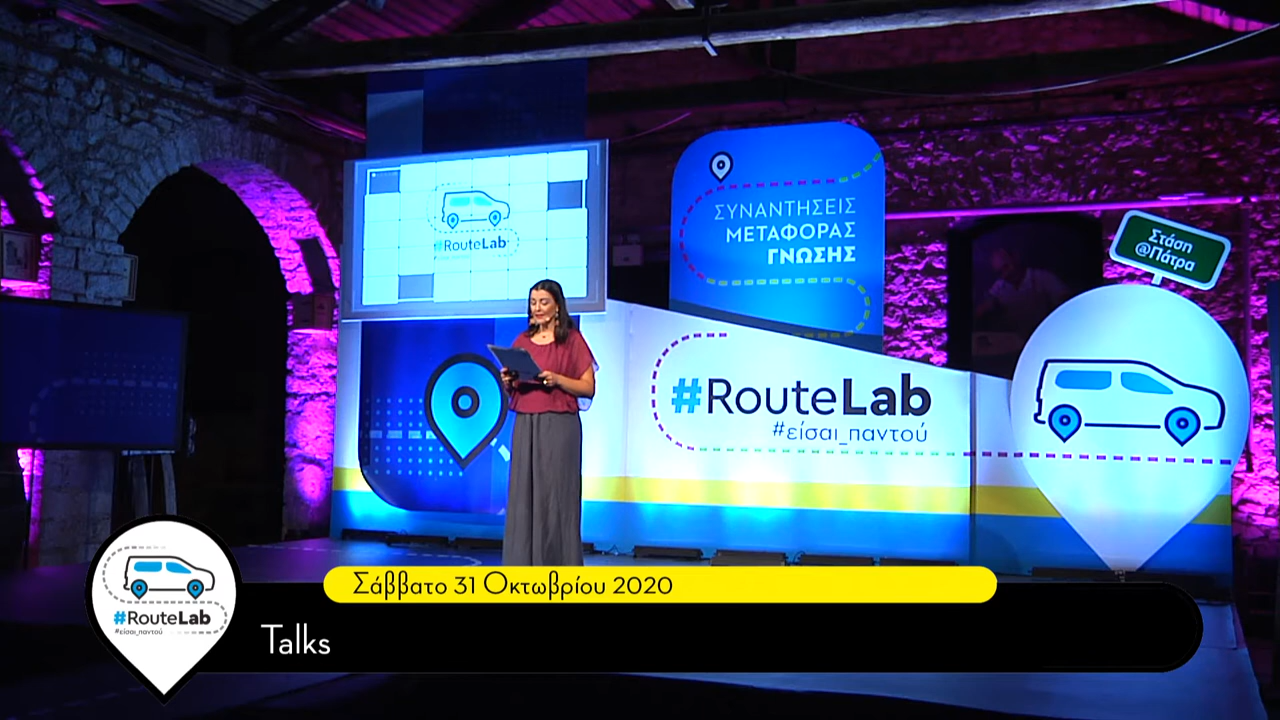 #RouteLab
ΣΥΝΑΝΤΗΣΕΙΣ
ΜΕΤΑΦΟΡΑΣ
ΓΝΩΣΗΣ
Στάση
@Πάτρα
#RouteLab
#είσαι_παντού
Σάββατο 31 Οκτωβρίου 2020
#RouteLab
#είσαι_παντού
Talks